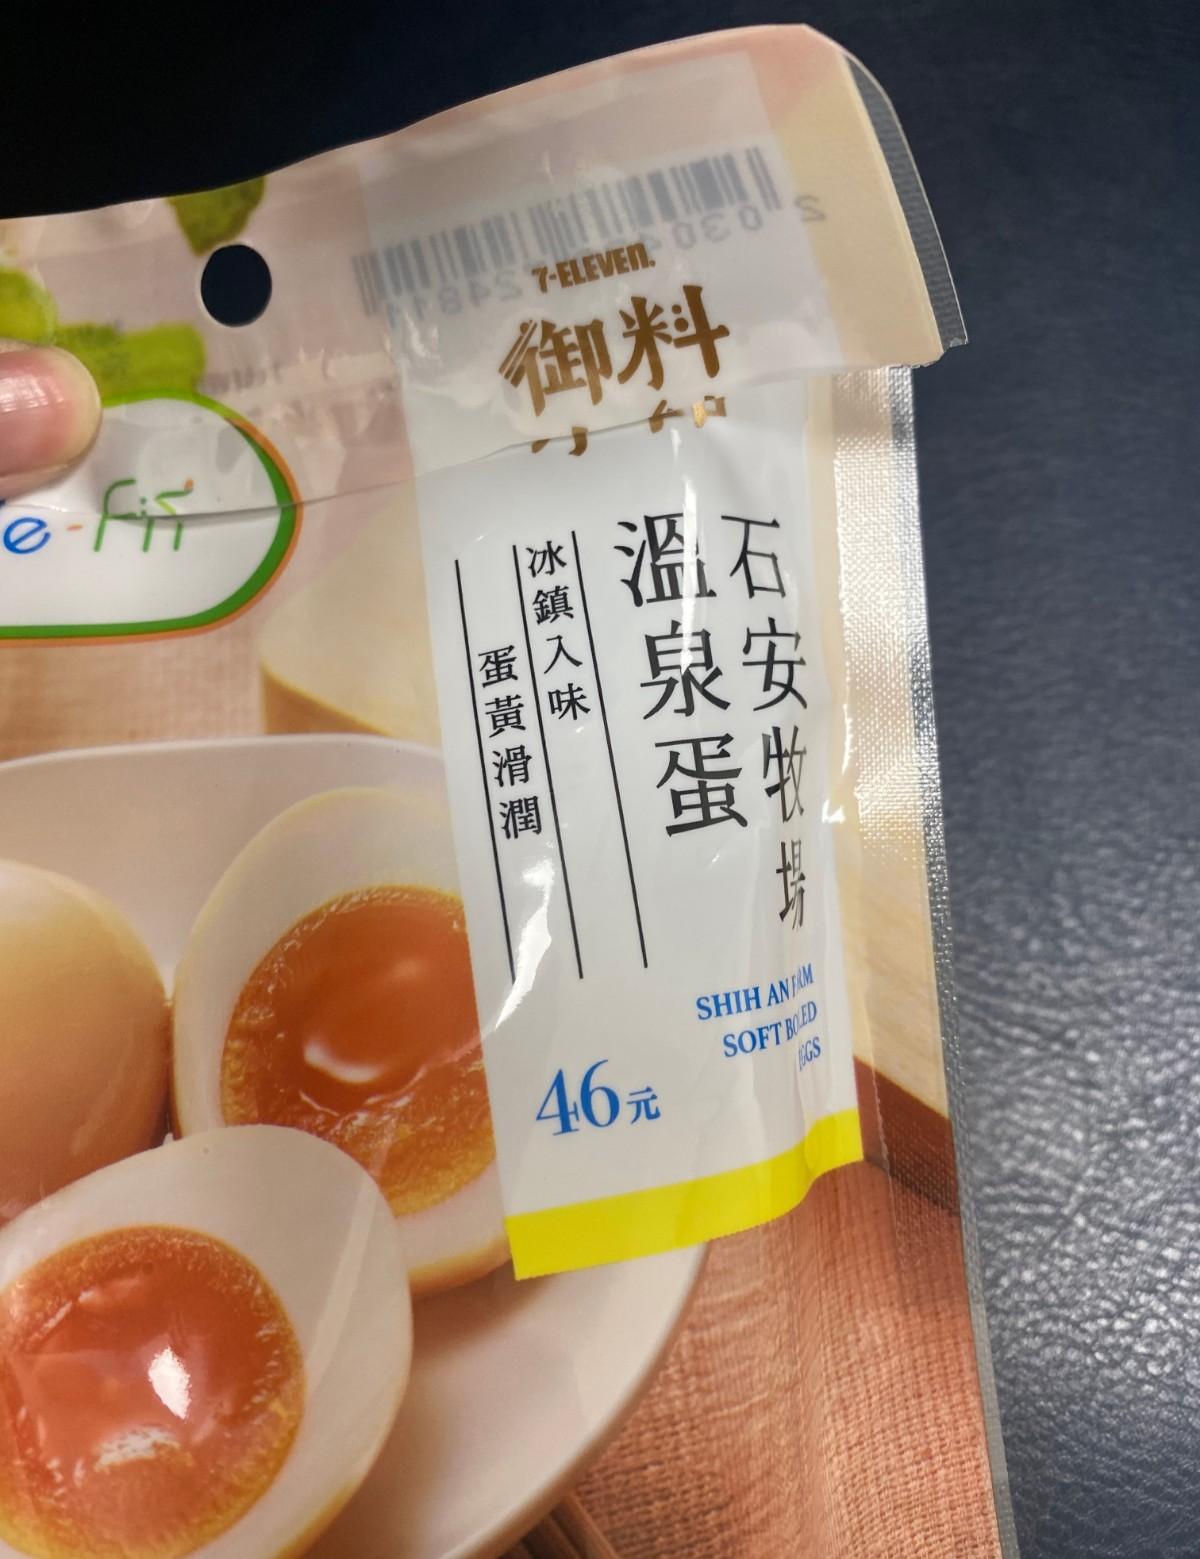 7-ELEVEN.
御料
石安牧場
溫泉蛋
冰鎮入味
蛋黃滑潤
SHIH AN
SOFT
46元